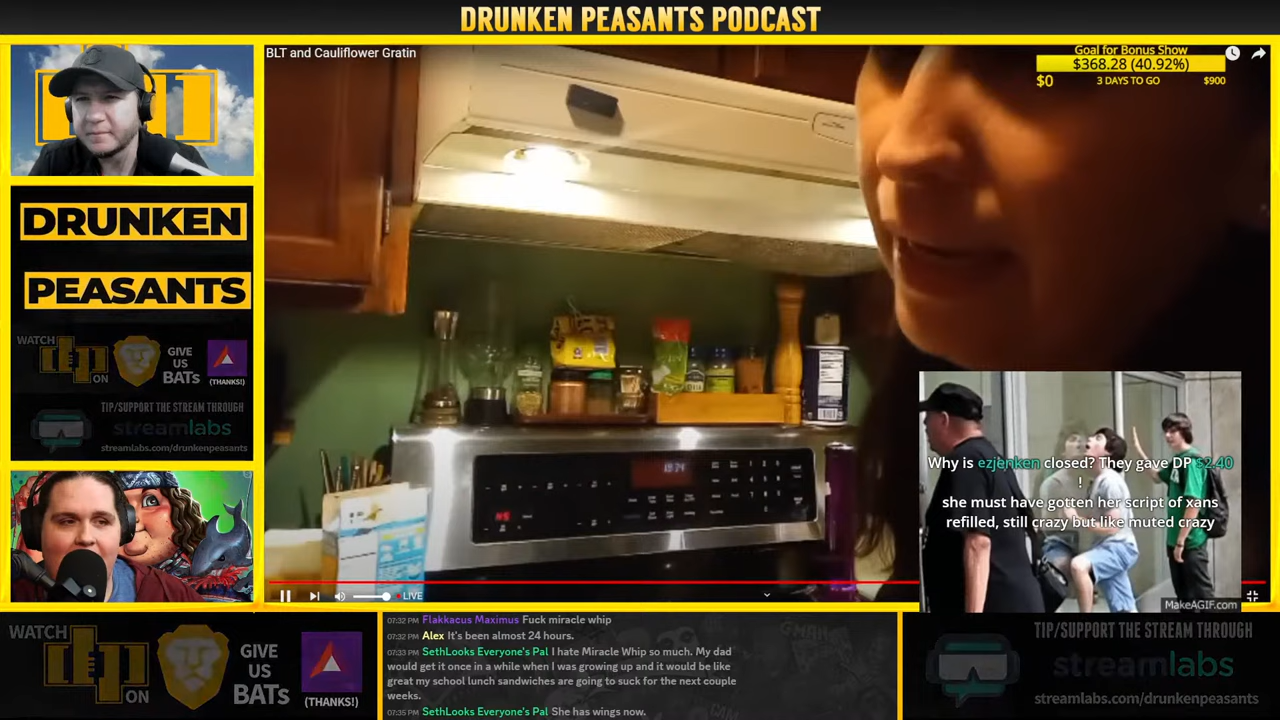 DRUNKEN PEASANTS PODCAST
BLT and Cauliflower Gratin
Goal for Bonus Show
$368.28 (40.92%)
$0
3 DAYS TO GO
$900
DRUNKEN
PEASANTS
WATCH
ON
GIVE
US
BATs
(THANKS!)
TIP/SUPPORT THE STREAM THROUGH
streamlabs
streamlabs.com/drunkenpeasants
Why is ezjenken closed? They gave DP $2.40
!
she must have gotten her script of xans
refilled, still crazy but like muted crazy
MakeAGIF.com
LIVE
07:32 PM Flakkacus Maximus Fuck miracle whip
07:32 PM Alex It's been almost 24 hours.
07:33 PM SethLooks Everyone's Pal I hate Miracle Whip so much. My dad
would get it once in a while when I was growing up and it would be like
great my school lunch sandwiches are going to suck for the next couple
weeks.
07:35 PM SethLooks Everyone's Pal She has wings now.
WATCH
ON
GIVE
US
BATs
(THANKS!)
TIP/SUPPORT THE STREAM THROUGH
streamlabs
streamlabs.com/drunkenpeasants